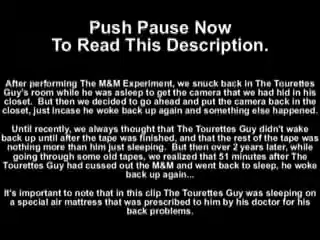 Push Pause Now
To Read This Description.
After performing The M&M Experiment, we snuck back in The Tourettes
Guy's room while he was asleep to get the camera that we had hid in his
closet. But then we decided to go ahead and put the camera back in the
closet, just incase he woke back up again and something else happened.
Until recently, we always thought that The Tourettes Guy didn't wake
back up until after the tape was finished, and that the rest of the tape was
nothing more than him just sleeping. But then over 2 years later, while
going through some old tapes, we realized that 51 minutes after The
Tourettes Guy had cussed out the M&M and went back to sleep, he woke
back up again...
It's important to note that in this clip The Tourettes Guy was sleeping on
a special air mattress that was prescribed to him by his doctor for his
back problems.